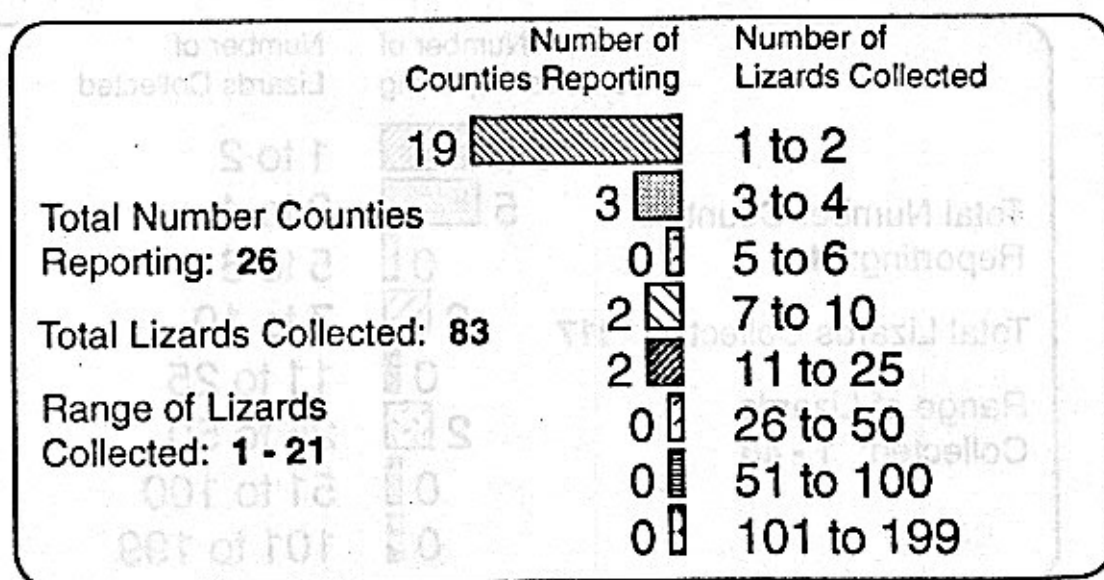 Number of
Counties Reporting
Number of
Lizards Collected
19 1 to 2
3 3 to 4
0 5 to 6
2 7 to 10
2 11 to 25
0 26 to 50
0 51 to 100
0 101 to 199
Total Number Counties
Reporting: 26
Total Lizards Collected: 83
Range of Lizards
Collected: 1 - 21